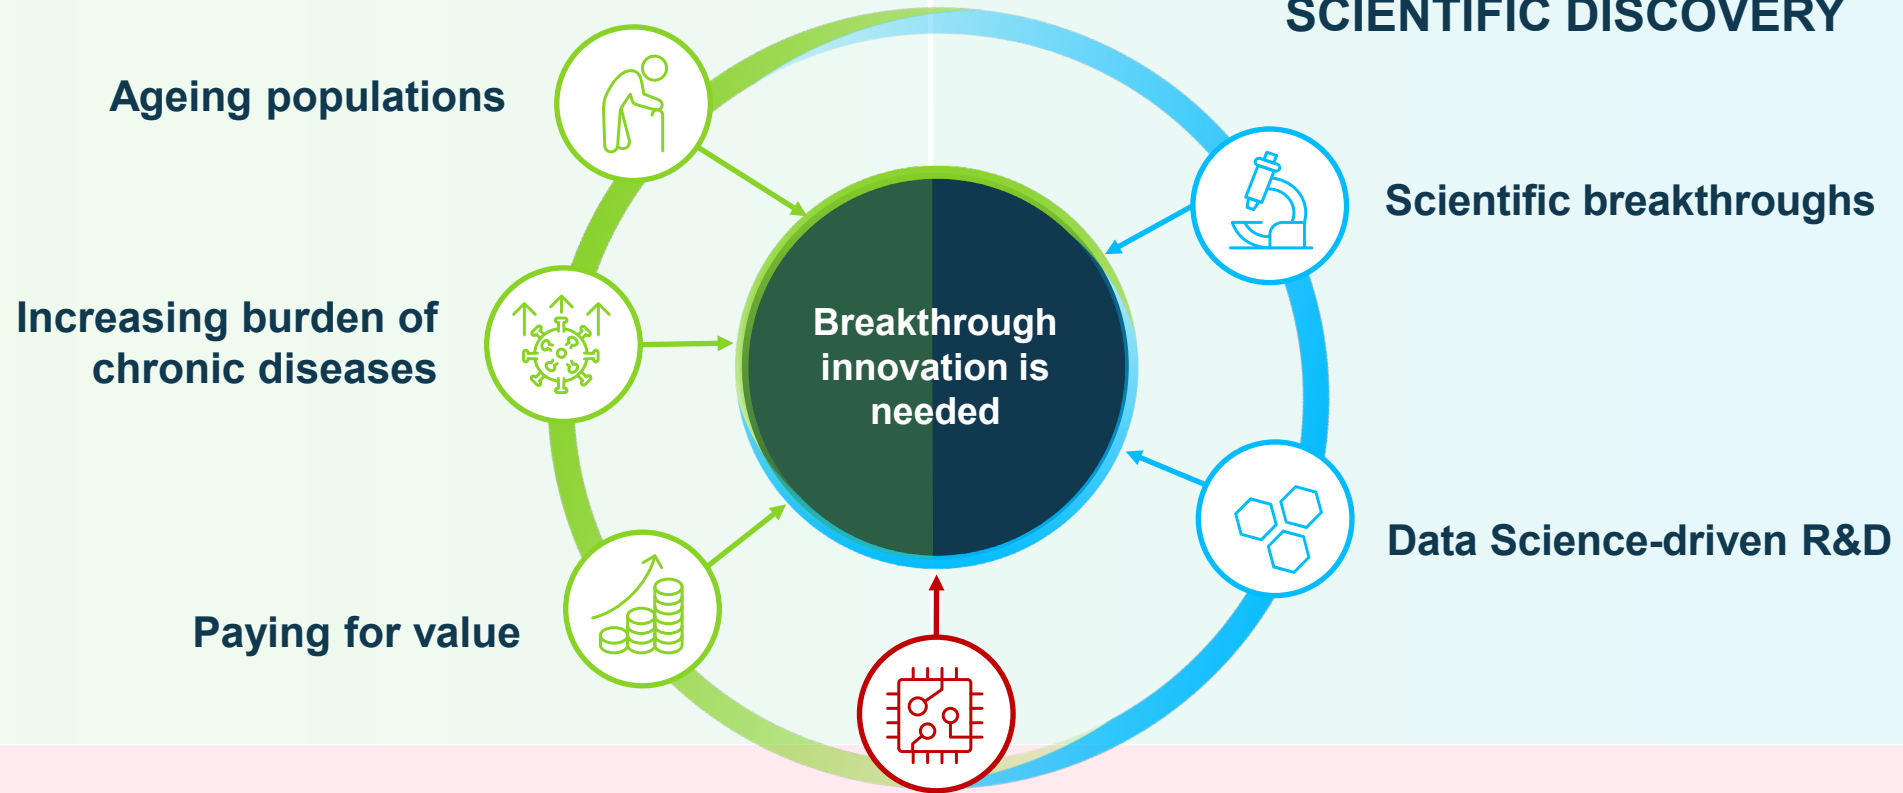 SCIENTIFIC DISCOVERY
Ageing populations
Scientific breakthroughs
Increasing burden of
chronic diseases
Breakthrough
innovation is
needed
Data Science-driven R&D
Paying for value